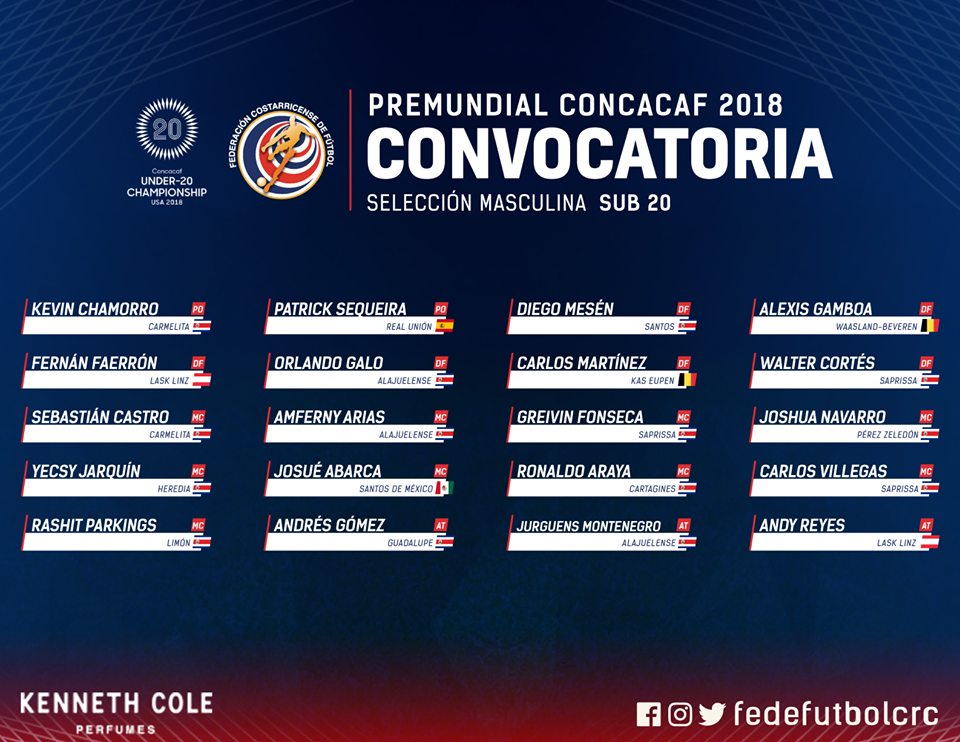 PREMUNDIAL CONCACAF 2018
CONVOCATORIA
SELECCIÓN MASCULINA SUB 20
20
Concacaf
UNDER-20
CHAMPIONSHIP
USA 2018
FEDERACIÓN COSTARRICENSE DE FÚTBOL
KEVIN CHAMORRO PO
CARMELITA
PATRICK SEQUEIRA PO
REAL UNIÓN
DIEGO MESÉN DF
SANTOS
ALEXIS GAMBOA DF
WAASLAND-BEVEREN
FERNÁN FAERRÓN DF
LASK LINZ
ORLANDO GALO DF
ALAJUELENSE
CARLOS MARTÍNEZ DF
KAS EUPEN
WALTER CORTÉS DF
SAPRISSA
SEBASTIÁN CASTRO MC
CARMELITA
AMFERNY ARIAS MC
ALAJUELENSE
GREIVIN FONSECA MC
SAPRISSA
JOSHUA NAVARRO MC
PÉREZ ZELEDÓN
YECSY JARQUÍN MC
HEREDIA
JOSUÉ ABARCA MC
SANTOS DE MÉXICO
RONALDO ARAYA MC
CARTAGINES
CARLOS VILLEGAS MC
SAPRISSA
RASHIT PARKINGS MC
LIMÓN
ANDRÉS GÓMEZ AT
GUADALUPE
JURGUENS MONTENEGRO AT
ALAJUELENSE
ANDY REYES AT
LASK LINZ
KENNETH COLE
PERFUMES
fedefutbolcrc